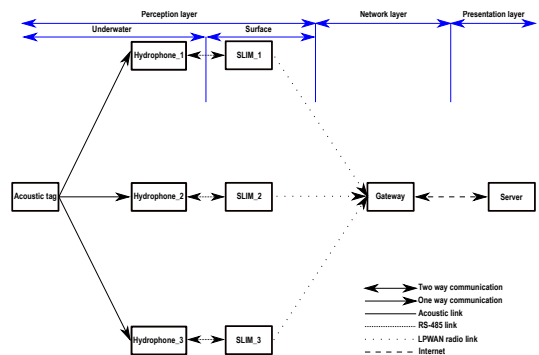 Perception layer
Network layer
Presentation layer
Underwater
Surface
Hydrophone_1
SLIM_1
Acoustic tag
Hydrophone_2
SLIM_2
Gateway
Server
Hydrophone_3
SLIM_3
Two way communication
One way communication
Acoustic link
RS-485 link
LPWAN radio link
Internet